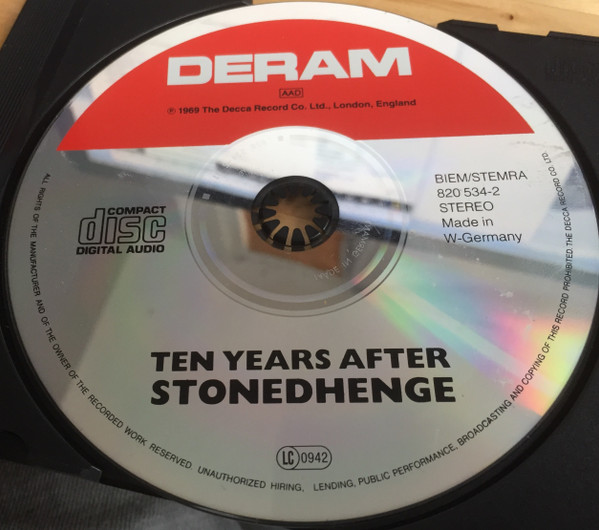 DERAM
AAD
℗ 1969 The Decca Record Co. Ltd., London, England
BIEM/STEMRA
820 534-2
STEREO
Made in
W-Germany
COMPACT
disc
DIGITAL AUDIO
TEN YEARS AFTER
STONEDHENGE
LC 0942
ALL RIGHTS OF THE MANUFACTURER AND OF THE OWNER OF THE RECORDED WORK RESERVED. UNAUTHORIZED HIRING, LENDING, PUBLIC PERFORMANCE, BROADCASTING AND COPYING OF THIS RECORD PROHIBITED. THE DECCA RECORD CO. LTD.